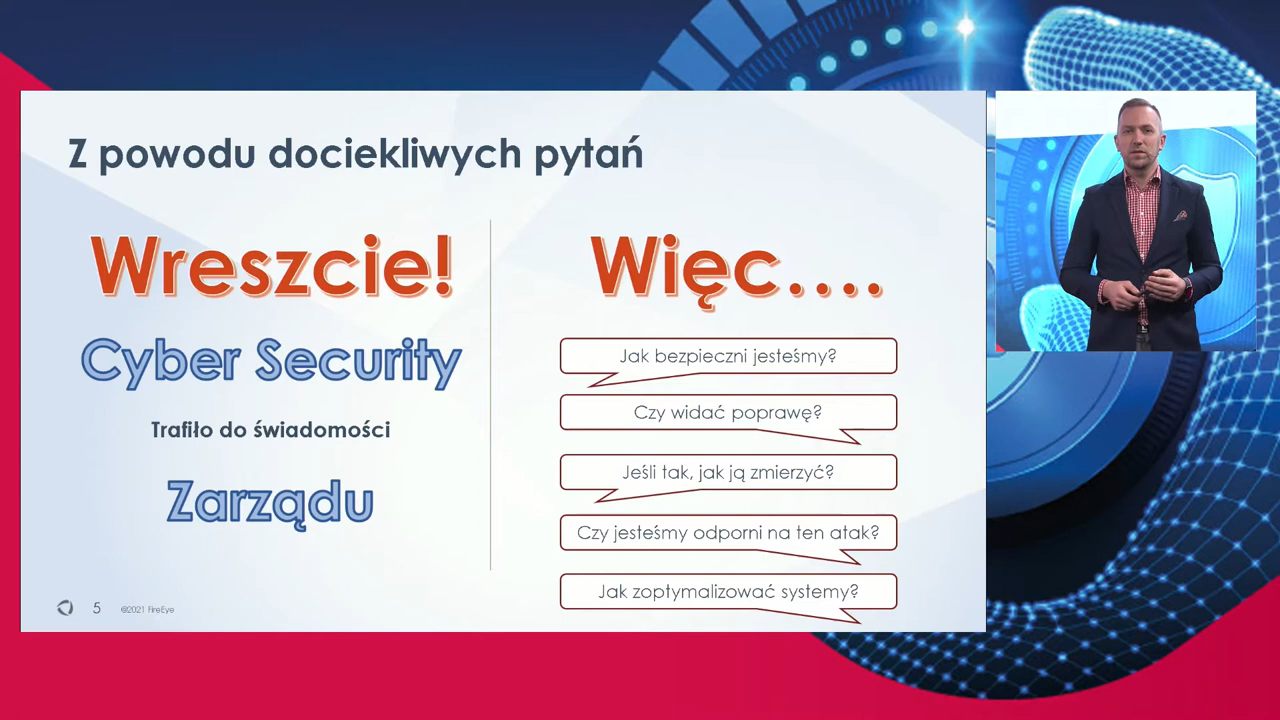 Z powodu dociekliwych pytań
Wreszcie!
Cyber Security
Trafiło do świadomości
Zarządu
Więc....
Jak bezpieczni jesteśmy?
Czy widać poprawę?
Jeśli tak, jak ją zmierzyć?
Czy jesteśmy odporni na ten atak?
Jak zoptymalizować systemy?
5
©2021 FireEye